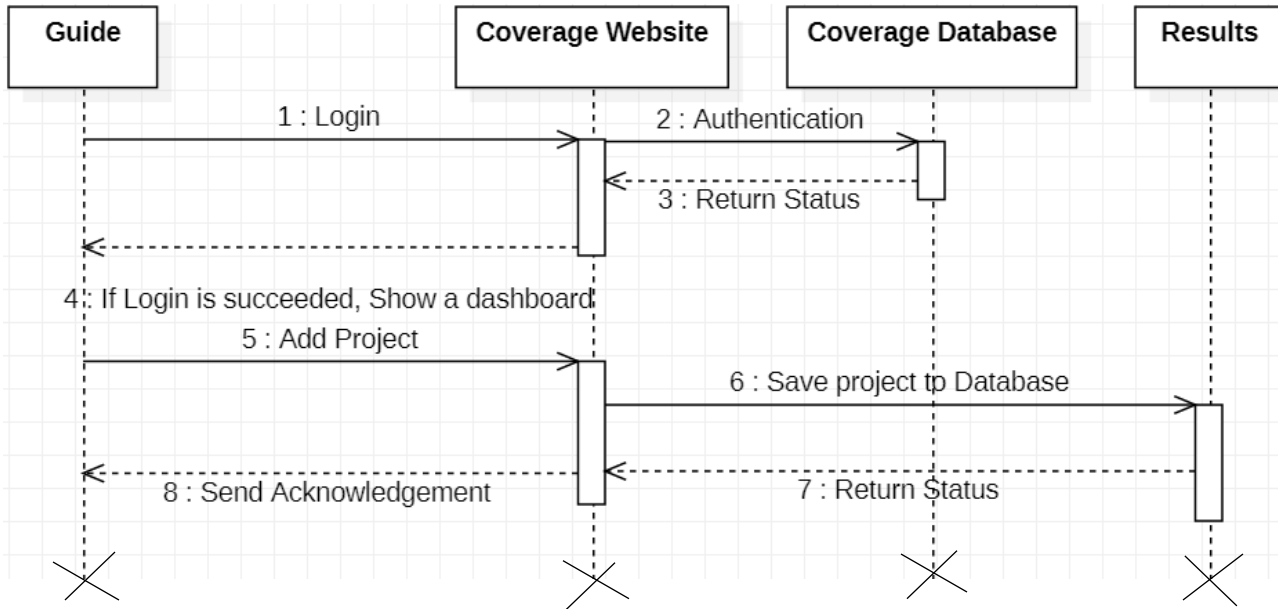 Guide
Coverage Website
Coverage Database
Results
1 : Login
2 : Authentication
3 : Return Status
4 : If Login is succeeded, Show a dashboard
5 : Add Project
6 : Save project to Database
7 : Return Status
8 : Send Acknowledgement